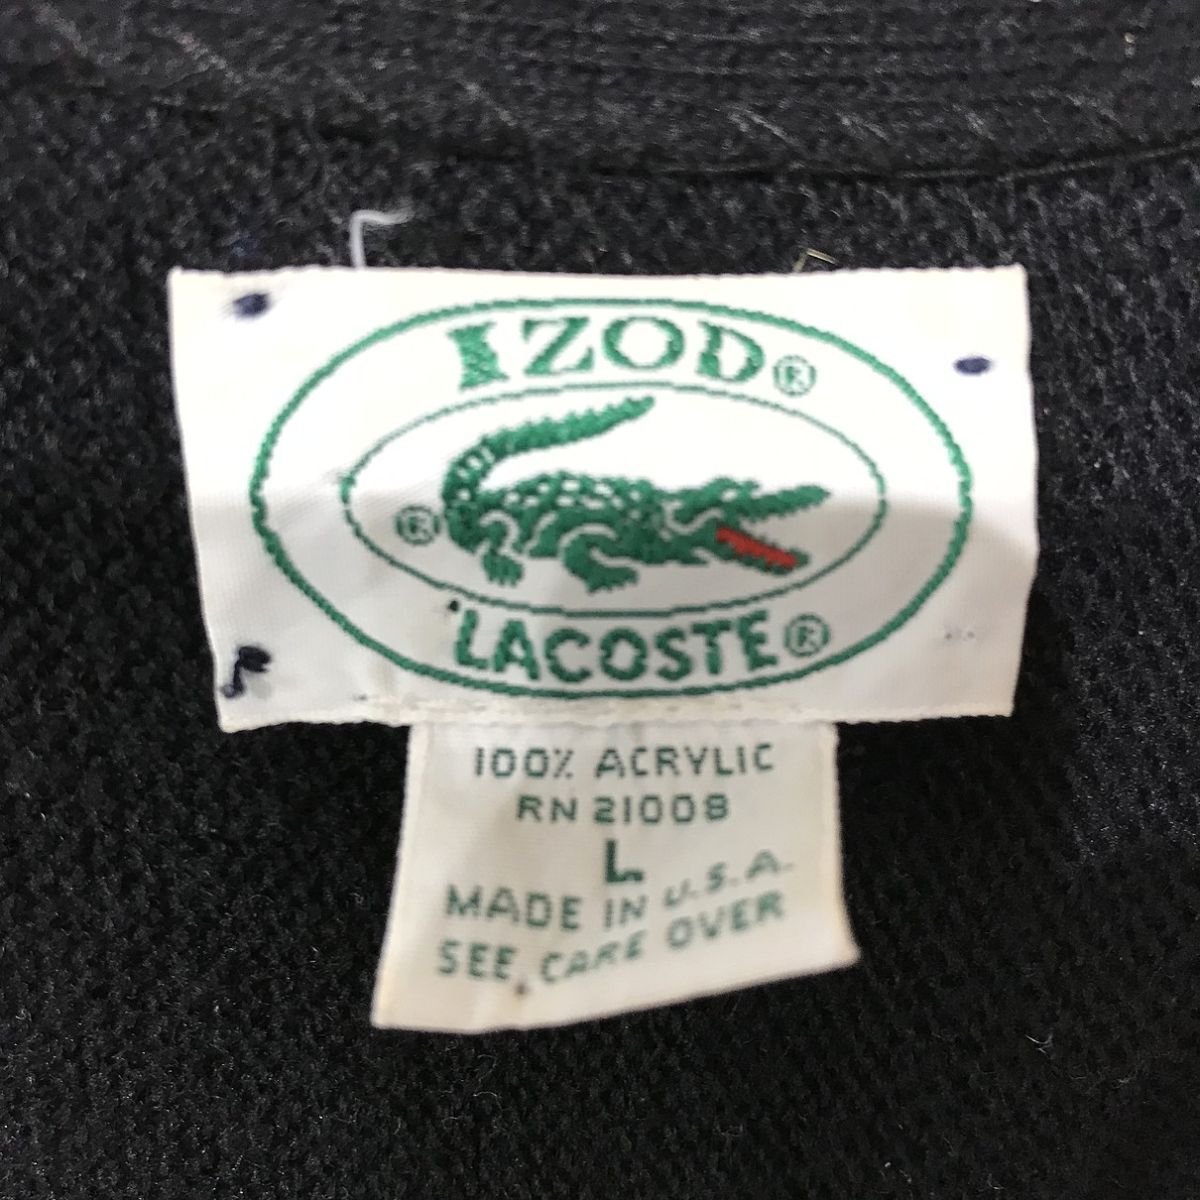 IZOD®
®
LACOSTE®
100% ACRYLIC
RN 21008
L
MADE IN U.S.A.
SEE CARE OVER